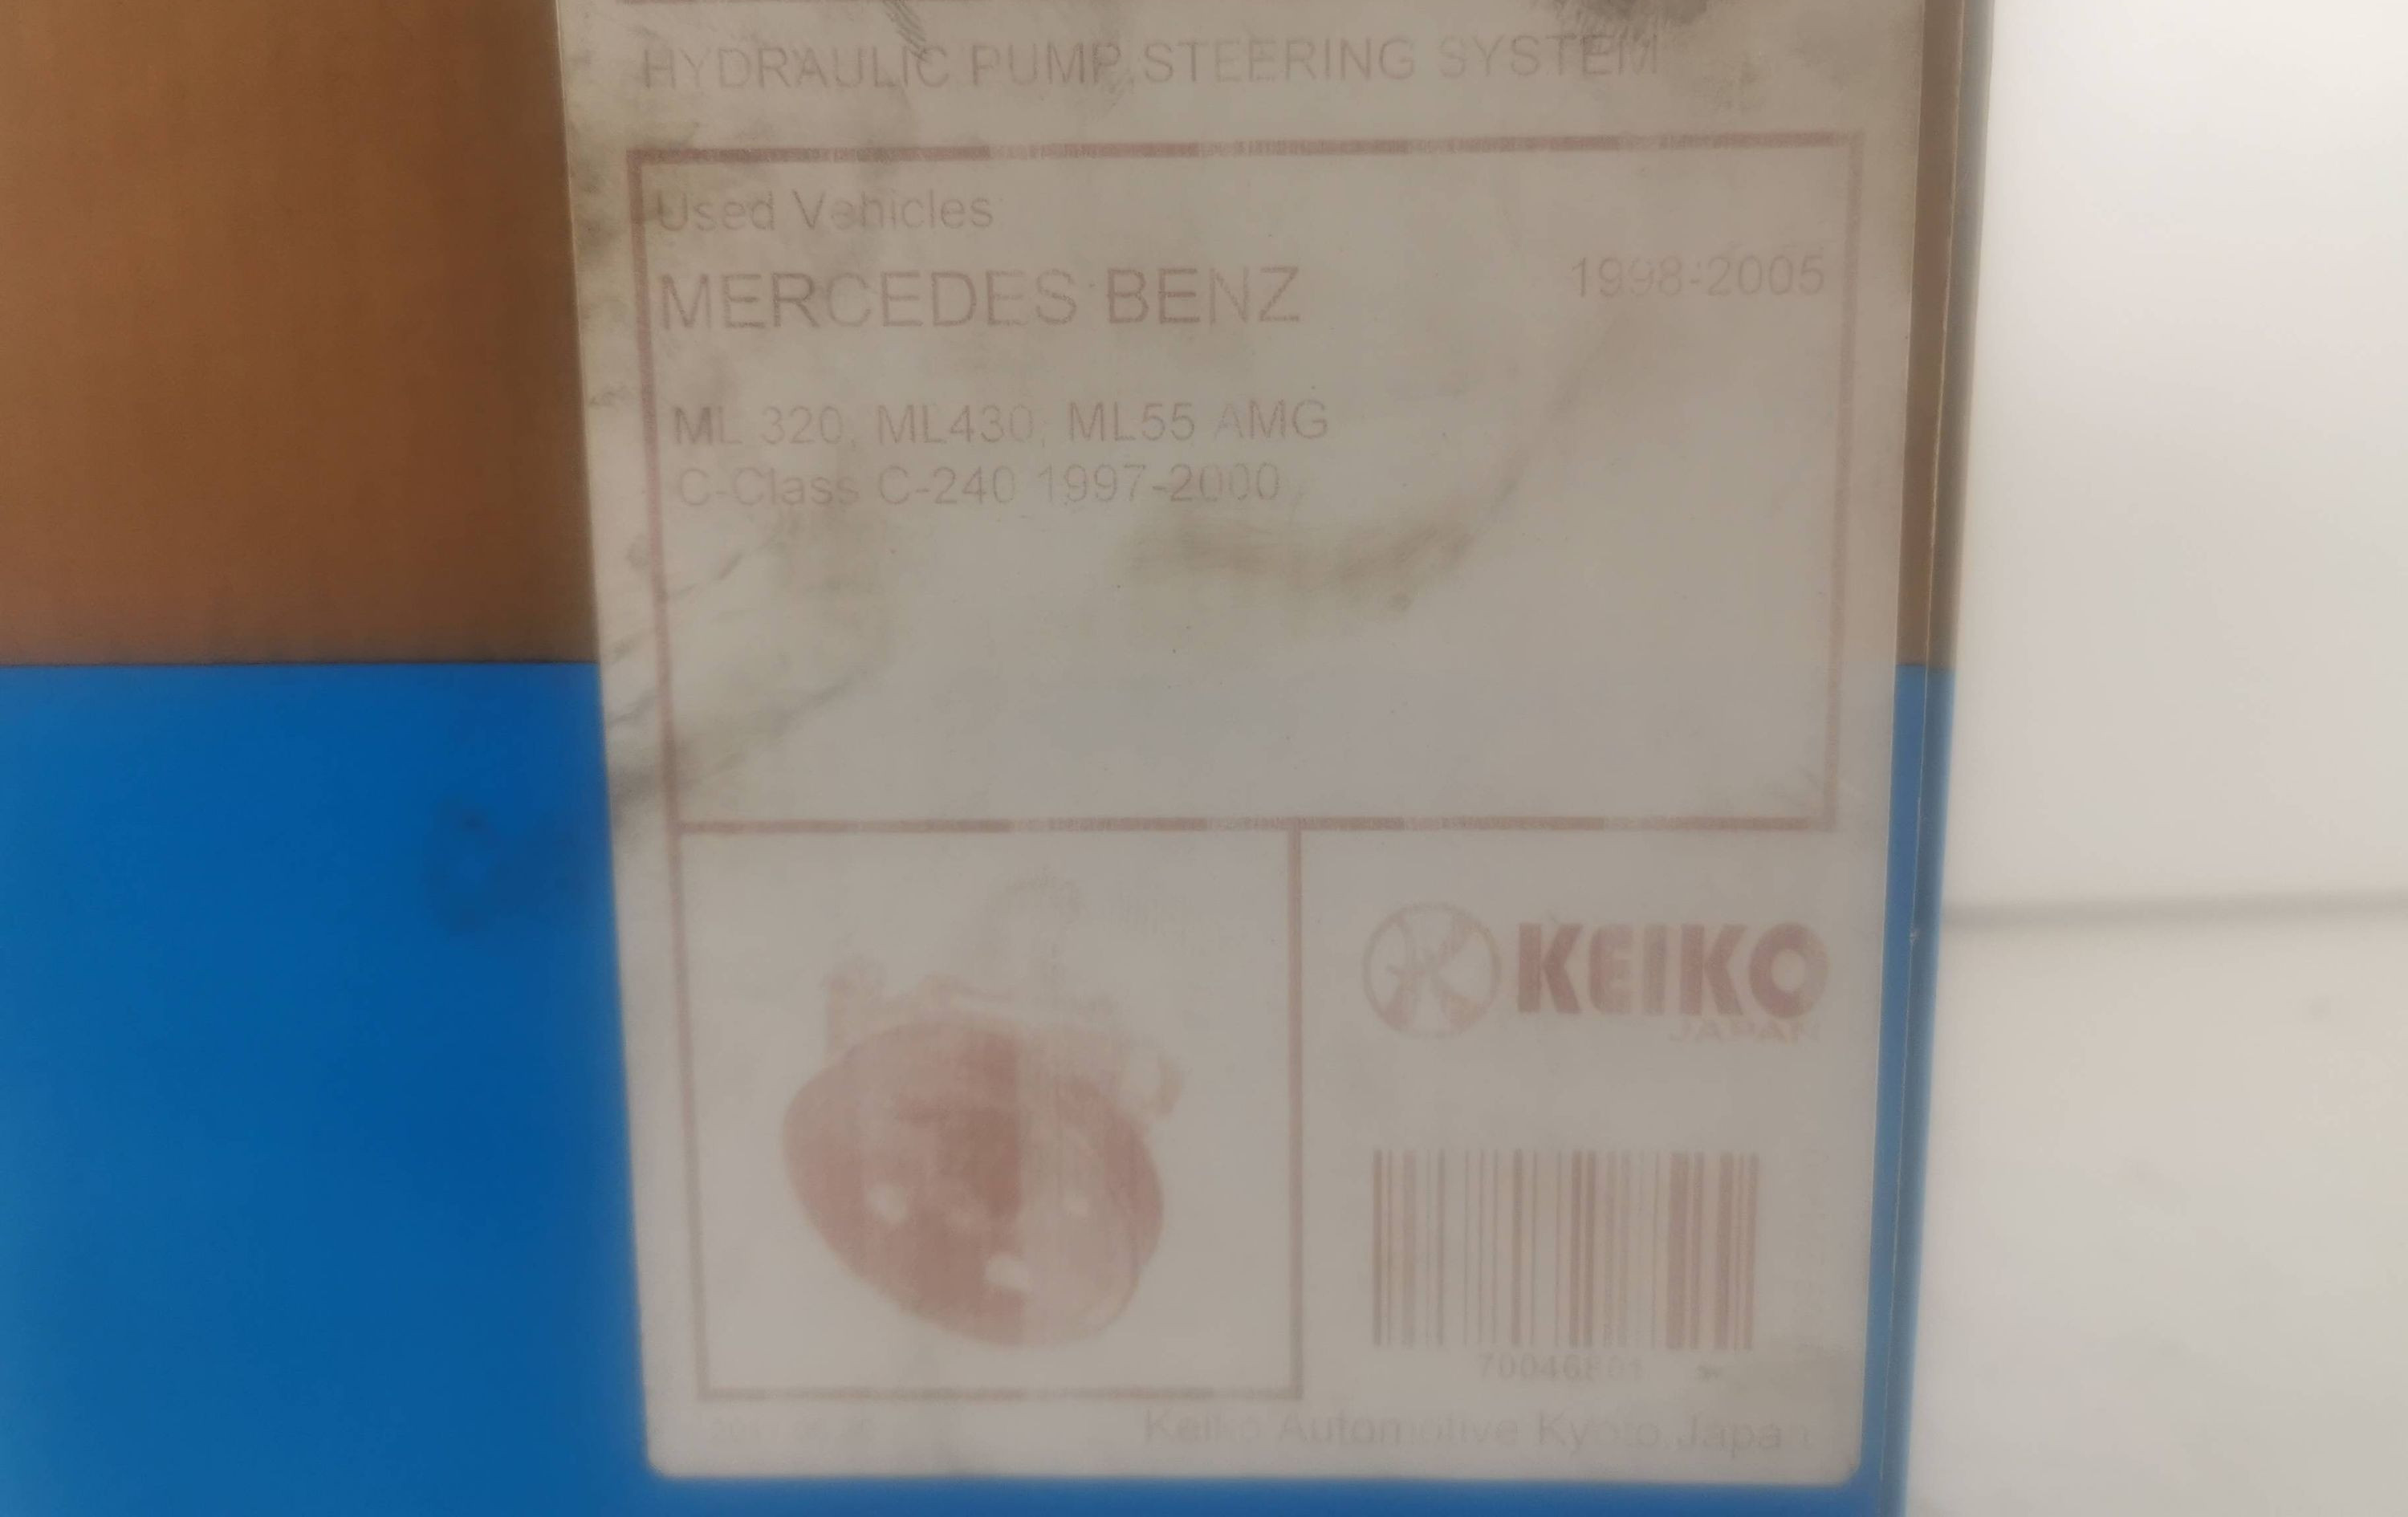 HYDRAULIC PUMP, STEERING SYSTEM
Used Vehicles
MERCEDES BENZ 1998-2005
ML 320, ML430, ML55 AMG
C-Class C-240 1997-2000
KEIKO
JAPAN
Keiko Automotive Kyoto, Japan